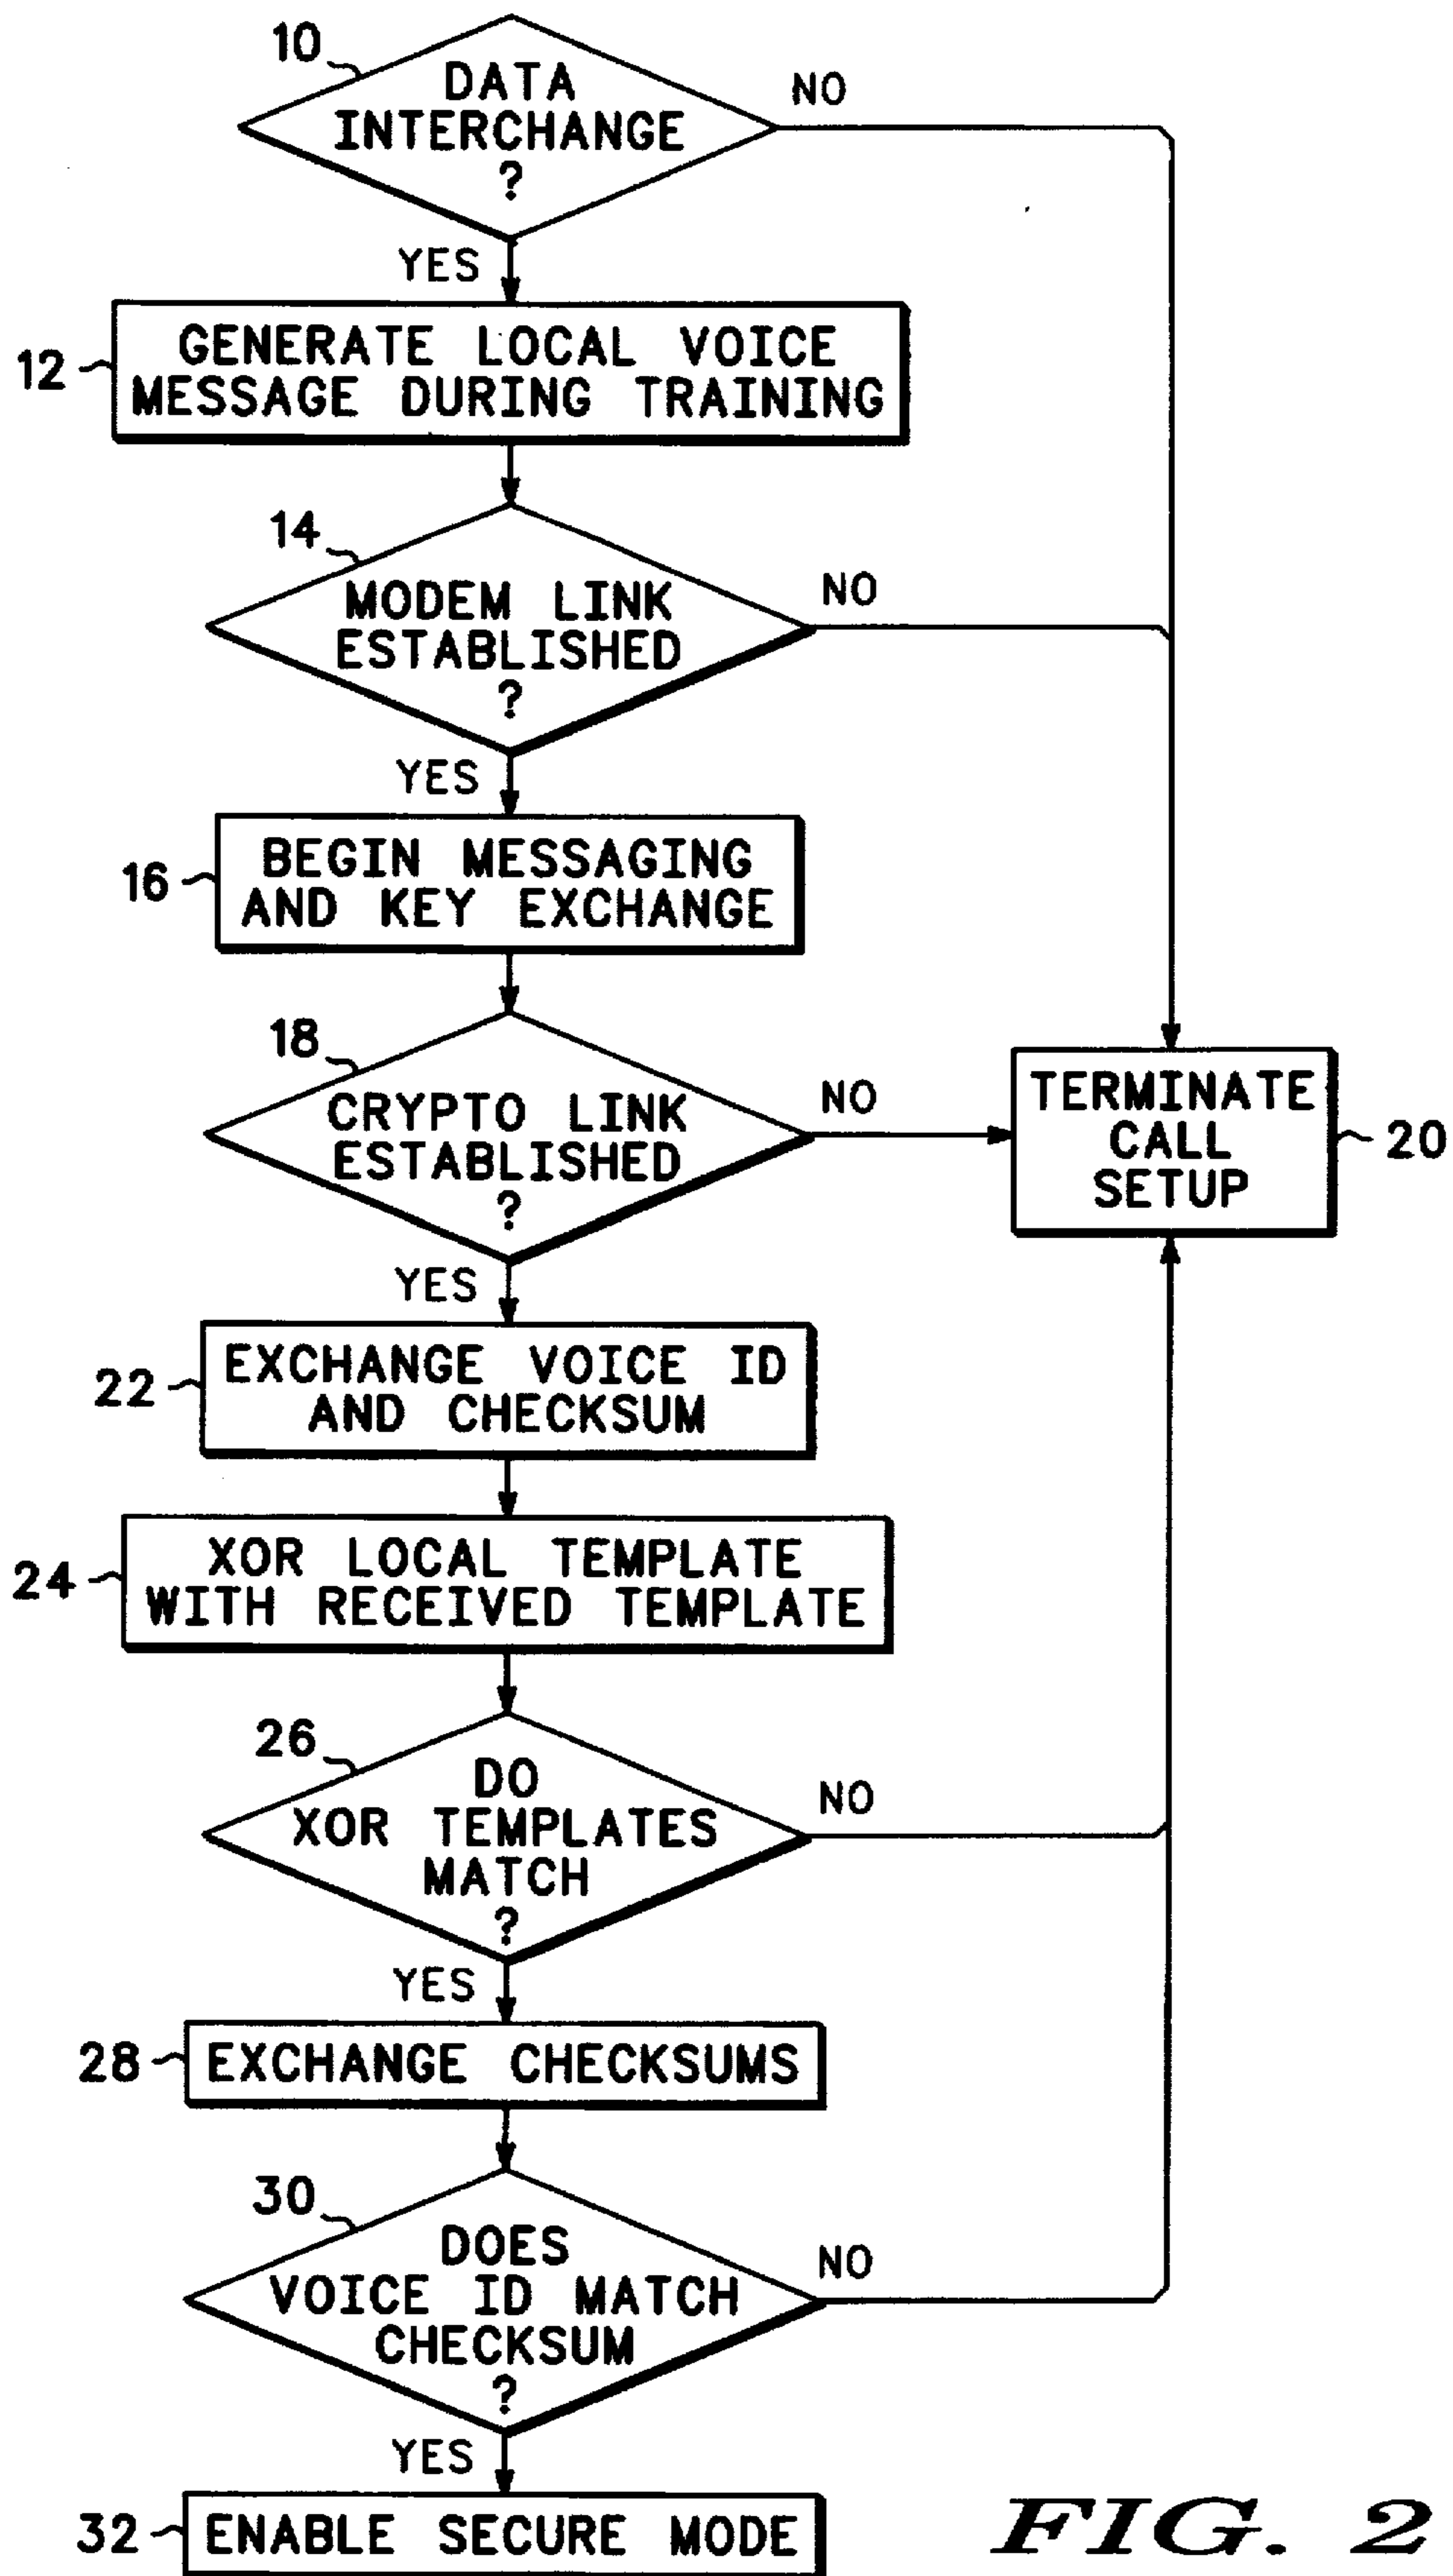 10
DATA
INTERCHANGE
?
NO
YES
12
GENERATE LOCAL VOICE
MESSAGE DURING TRAINING
14
MODEM LINK
ESTABLISHED
?
NO
YES
16
BEGIN MESSAGING
AND KEY EXCHANGE
18
CRYPTO LINK
ESTABLISHED
?
NO
TERMINATE
CALL
SETUP
20
YES
22
EXCHANGE VOICE ID
AND CHECKSUM
24
XOR LOCAL TEMPLATE
WITH RECEIVED TEMPLATE
26
DO
XOR TEMPLATES
MATCH
?
NO
YES
28
EXCHANGE CHECKSUMS
30
DOES
VOICE ID MATCH
CHECKSUM
?
NO
YES
32
ENABLE SECURE MODE
FIG. 2